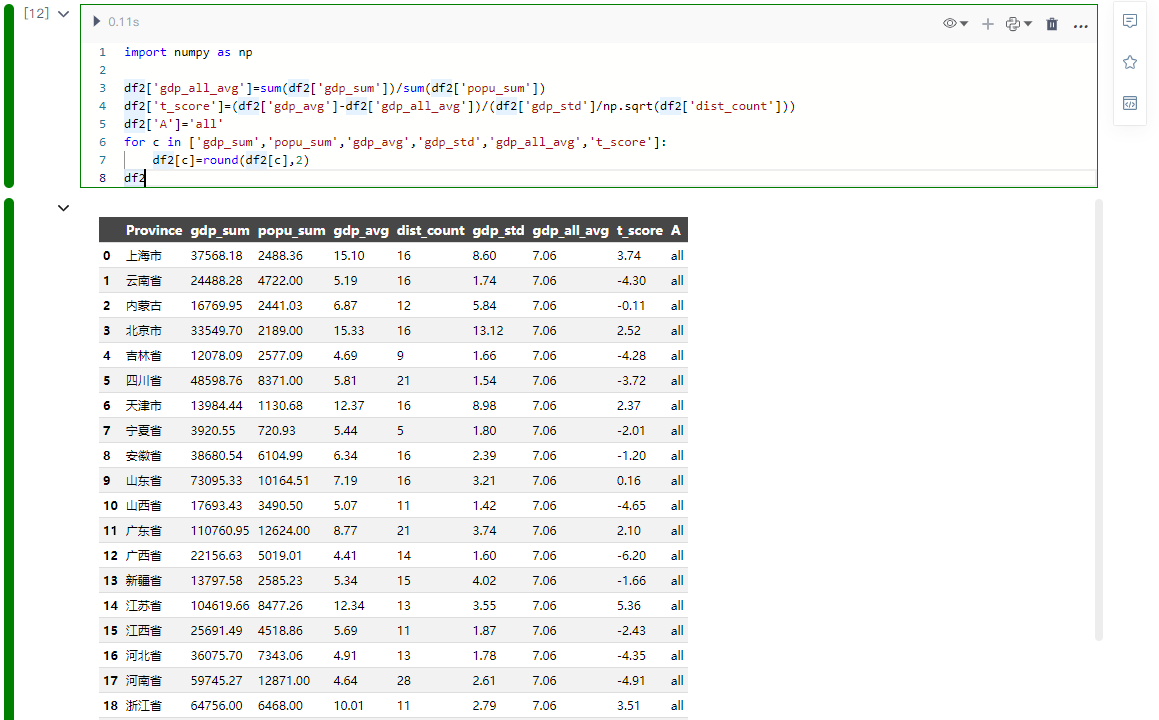 [12]
0.11s
...
1 import numpy as np
2
3 df2['gdp_all_avg']=sum(df2['gdp_sum'])/sum(df2['popu_sum'])
4 df2['t_score']=(df2['gdp_avg']-df2['gdp_all_avg'])/(df2['gdp_std']/np.sqrt(df2['dist_count']))
5 df2['A']='all'
6 for c in ['gdp_sum','popu_sum','gdp_avg','gdp_std','gdp_all_avg','t_score']:
7     df2[c]=round(df2[c],2)
8 df2
Province gdp_sum popu_sum gdp_avg dist_count gdp_std gdp_all_avg t_score A
0 上海市 37568.18 2488.36 15.10 16 8.60 7.06 3.74 all
1 云南省 24488.28 4722.00 5.19 16 1.74 7.06 -4.30 all
2 内蒙古 16769.95 2441.03 6.87 12 5.84 7.06 -0.11 all
3 北京市 33549.70 2189.00 15.33 16 13.12 7.06 2.52 all
4 吉林省 12078.09 2577.09 4.69 9 1.66 7.06 -4.28 all
5 四川省 48598.76 8371.00 5.81 21 1.54 7.06 -3.72 all
6 天津市 13984.44 1130.68 12.37 16 8.98 7.06 2.37 all
7 宁夏省 3920.55 720.93 5.44 5 1.80 7.06 -2.01 all
8 安徽省 38680.54 6104.99 6.34 16 2.39 7.06 -1.20 all
9 山东省 73095.33 10164.51 7.19 16 3.21 7.06 0.16 all
10 山西省 17693.43 3490.50 5.07 11 1.42 7.06 -4.65 all
11 广东省 110760.95 12624.00 8.77 21 3.74 7.06 2.10 all
12 广西省 22156.63 5019.01 4.41 14 1.60 7.06 -6.20 all
13 新疆省 13797.58 2585.23 5.34 15 4.02 7.06 -1.66 all
14 江苏省 104619.66 8477.26 12.34 13 3.55 7.06 5.36 all
15 江西省 25691.49 4518.86 5.69 11 1.87 7.06 -2.43 all
16 河北省 36075.70 7343.06 4.91 13 1.78 7.06 -4.35 all
17 河南省 59745.27 12871.00 4.64 28 2.61 7.06 -4.91 all
18 浙江省 64756.00 6468.00 10.01 11 2.79 7.06 3.51 all